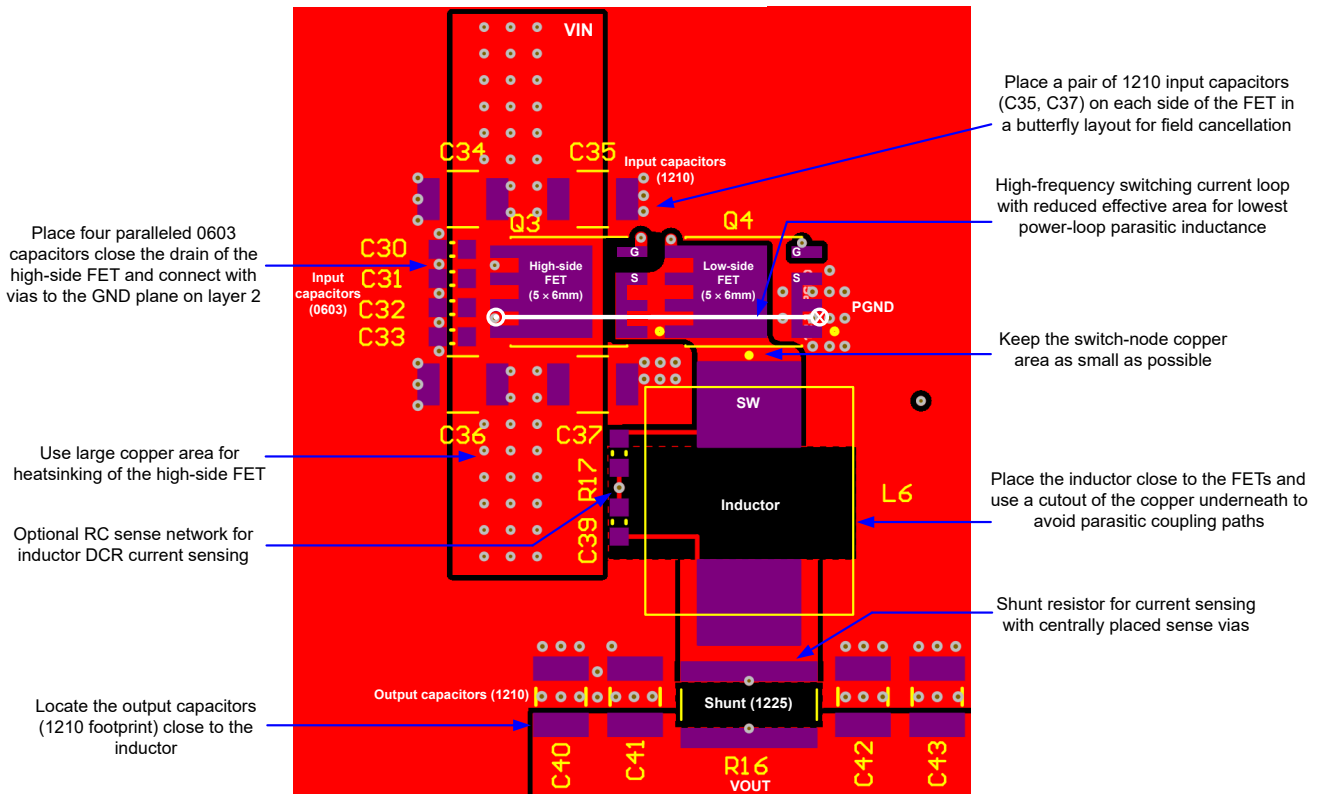 VIN
Place a pair of 1210 input capacitors
(C35, C37) on each side of the FET in
a butterfly layout for field cancellation
C34
C35
Input capacitors
(1210)
High-frequency switching current loop
with reduced effective area for lowest
power-loop parasitic inductance
Q3
Q4
Place four paralleled 0603
capacitors close the drain of the
high-side FET and connect with
vias to the GND plane on layer 2
C30
C31
C32
C33
Input
capacitors
(0603)
High-side
FET
(5 × 6mm)
G
S
Low-side
FET
(5 × 6mm)
G
S
PGND
Keep the switch-node copper
area as small as possible
SW
C36
C37
Use large copper area for
heatsinking of the high-side FET
R17
Inductor
L6
Place the inductor close to the FETs and
use a cutout of the copper underneath to
avoid parasitic coupling paths
Optional RC sense network for
inductor DCR current sensing
C39
Shunt resistor for current sensing
with centrally placed sense vias
Output capacitors (1210)
Shunt (1225)
Locate the output capacitors
(1210 footprint) close to the
inductor
C40
C41
R16
C42
C43
VOUT